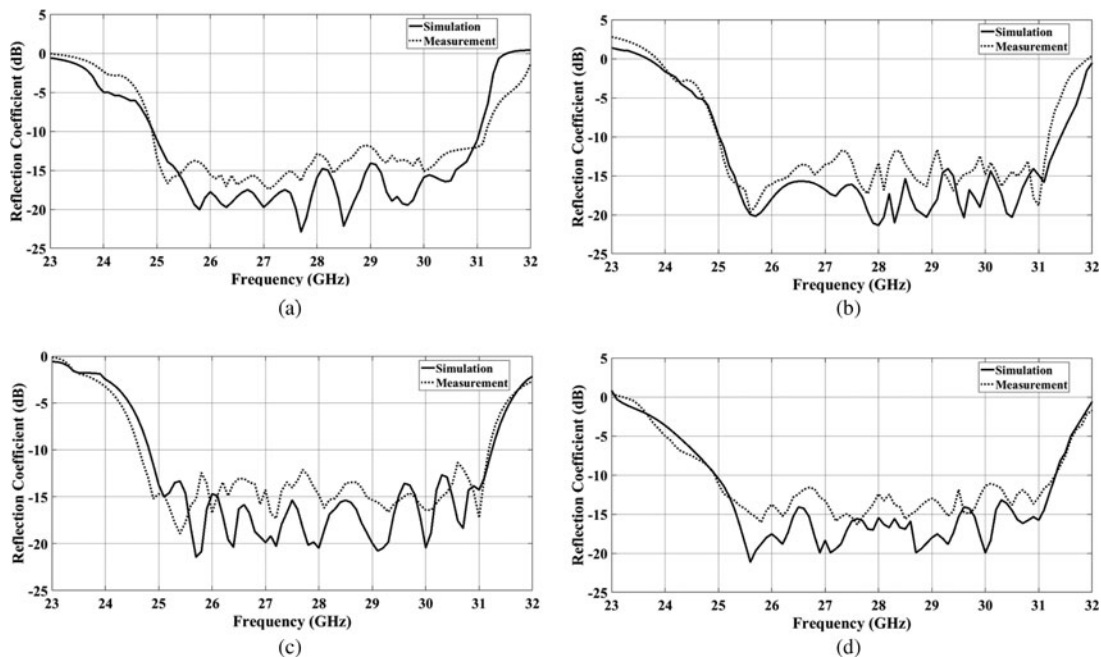 5
0
-5
-10
-15
-20
-25
Reflection Coefficient (dB)
Simulation
Measurement
23 24 25 26 27 28 29 30 31 32
Frequency (GHz)
(a)
5
0
-5
-10
-15
-20
-25
Reflection Coefficient (dB)
Simulation
Measurement
23 24 25 26 27 28 29 30 31 32
Frequency (GHz)
(b)
0
-5
-10
-15
-20
-25
Reflection Coefficient (dB)
Simulation
Measurement
23 24 25 26 27 28 29 30 31 32
Frequency (GHz)
(c)
5
0
-5
-10
-15
-20
-25
Reflection Coefficient (dB)
Simulation
Measurement
23 24 25 26 27 28 29 30 31 32
Frequency (GHz)
(d)